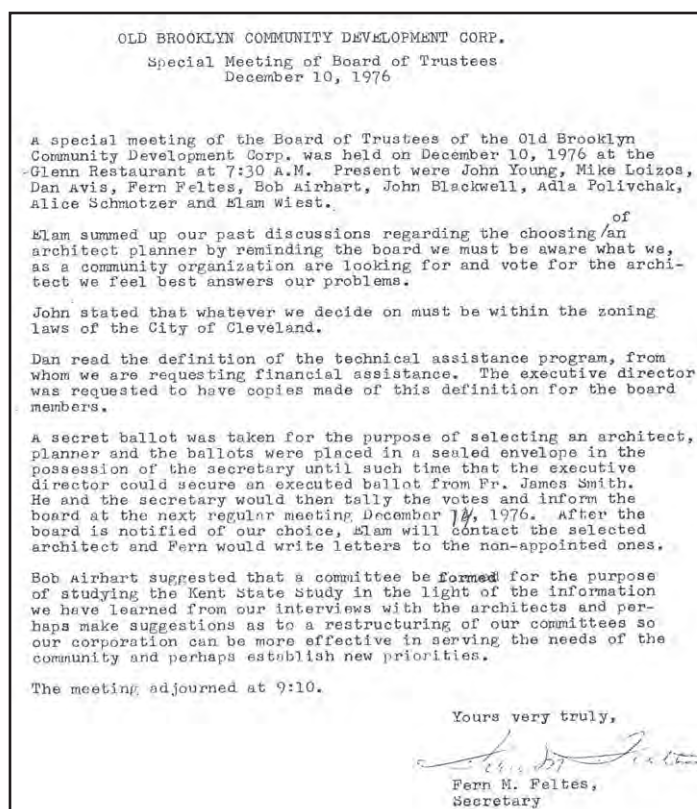 OLD BROOKLYN COMMUNITY DEVELOPMENT CORP.
Special Meeting of Board of Trustees
December 10, 1976
A special meeting of the Board of Trustees of the Old Brooklyn
Community Development Corp. was held on December 10, 1976 at the
Glenn Restaurant at 7:30 A.M. Present were John Young, Mike Loizos,
Dan Avis, Fern Feltes, Bob Airhart, John Blackwell, Adla Polivchak,
Alice Schmotzer and Elam Wiest.
of
Elam summed up our past discussions regarding the choosing/an
architect planner by reminding the board we must be aware what we,
as a community organization are looking for and vote for the archi-
tect we feel best answers our problems.
John stated that whatever we decide on must be within the zoning
laws of the City of Cleveland.
Dan read the definition of the technical assistance program, from
whom we are requesting financial assistance. The executive director
was requested to have copies made of this definition for the board
members.
A secret ballot was taken for the purpose of selecting an architect,
planner and the ballots were placed in a sealed envelope in the
possession of the secretary until such time that the executive
director could secure an executed ballot from Fr. James Smith.
He and the secretary would then tally the votes and inform the
board at the next regular meeting December , 1976. After the
board is notified of our choice, Elam will contact the selected
architect and Fern would write letters to the non-appointed ones.
Bob Airhart suggested that a committee be formed for the purpose
of studying the Kent State Study in the light of the information
we have learned from our interviews with the architects and per-
haps make suggestions as to a restructuring of our committees so
our corporation can be more effective in serving the needs of the
community and perhaps establish new priorities.
The meeting adjourned at 9:10.
Yours very truly,
Fern M. Feltes,
Secretary